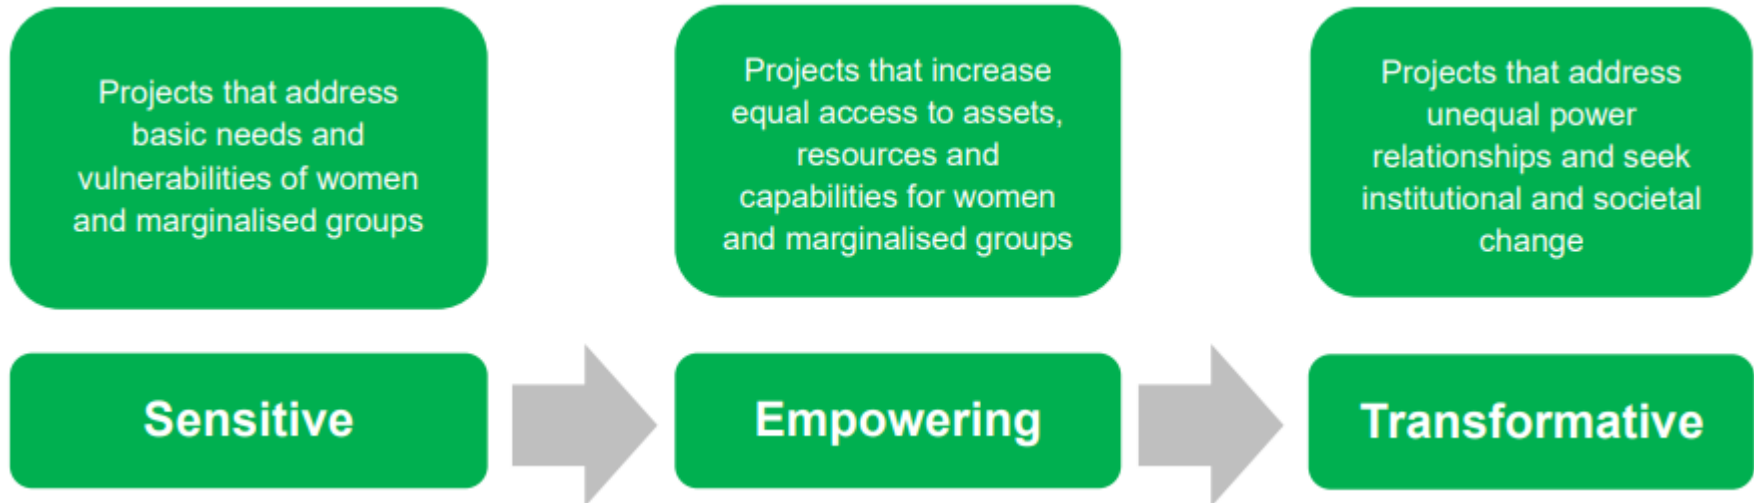 Projects that address
basic needs and
vulnerabilities of women
and marginalised groups
Projects that increase
equal access to assets,
resources and
capabilities for women
and marginalised groups
Projects that address
unequal power
relationships and seek
institutional and societal
change
Sensitive
Empowering
Transformative